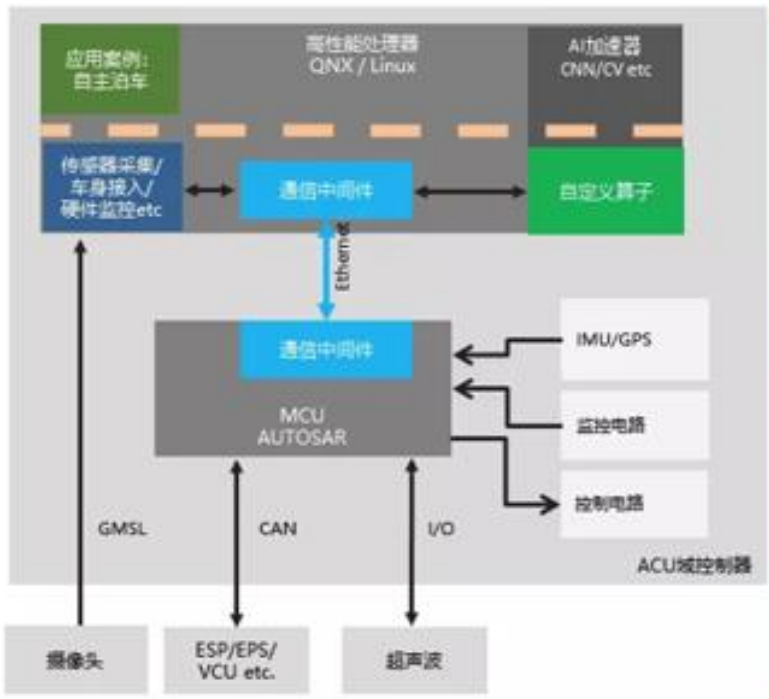 应用案例：
自主泊车
高性能处理器
QNX / Linux
AI加速器
CNN/CV etc
传感器采集/
车身接入/
硬件监控etc
通信中间件
自定义算子
Ethernet
通信中间件
MCU
AUTOSAR
IMU/GPS
监控电路
控制电路
GMSL
CAN
I/O
ACU域控制器
摄像头
ESP/EPS/
VCU etc.
超声波